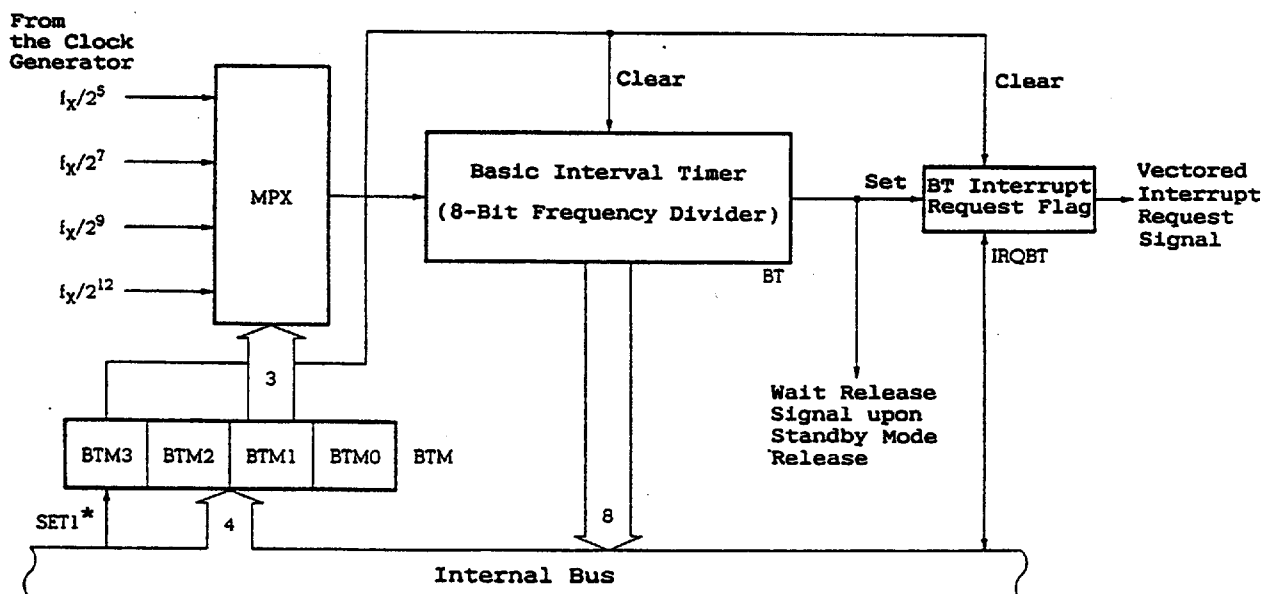 From
the Clock
Generator
fX/2^5
fX/2^7
fX/2^9
fX/2^12
MPX
Clear
Clear
Basic Interval Timer
(8-Bit Frequency Divider)
BT
Set
BT Interrupt
Request Flag
IRQBT
Vectored
Interrupt
Request
Signal
3
Wait Release
Signal upon
Standby Mode
Release
BTM3 BTM2 BTM1 BTM0 BTM
SET1*
4
8
Internal Bus